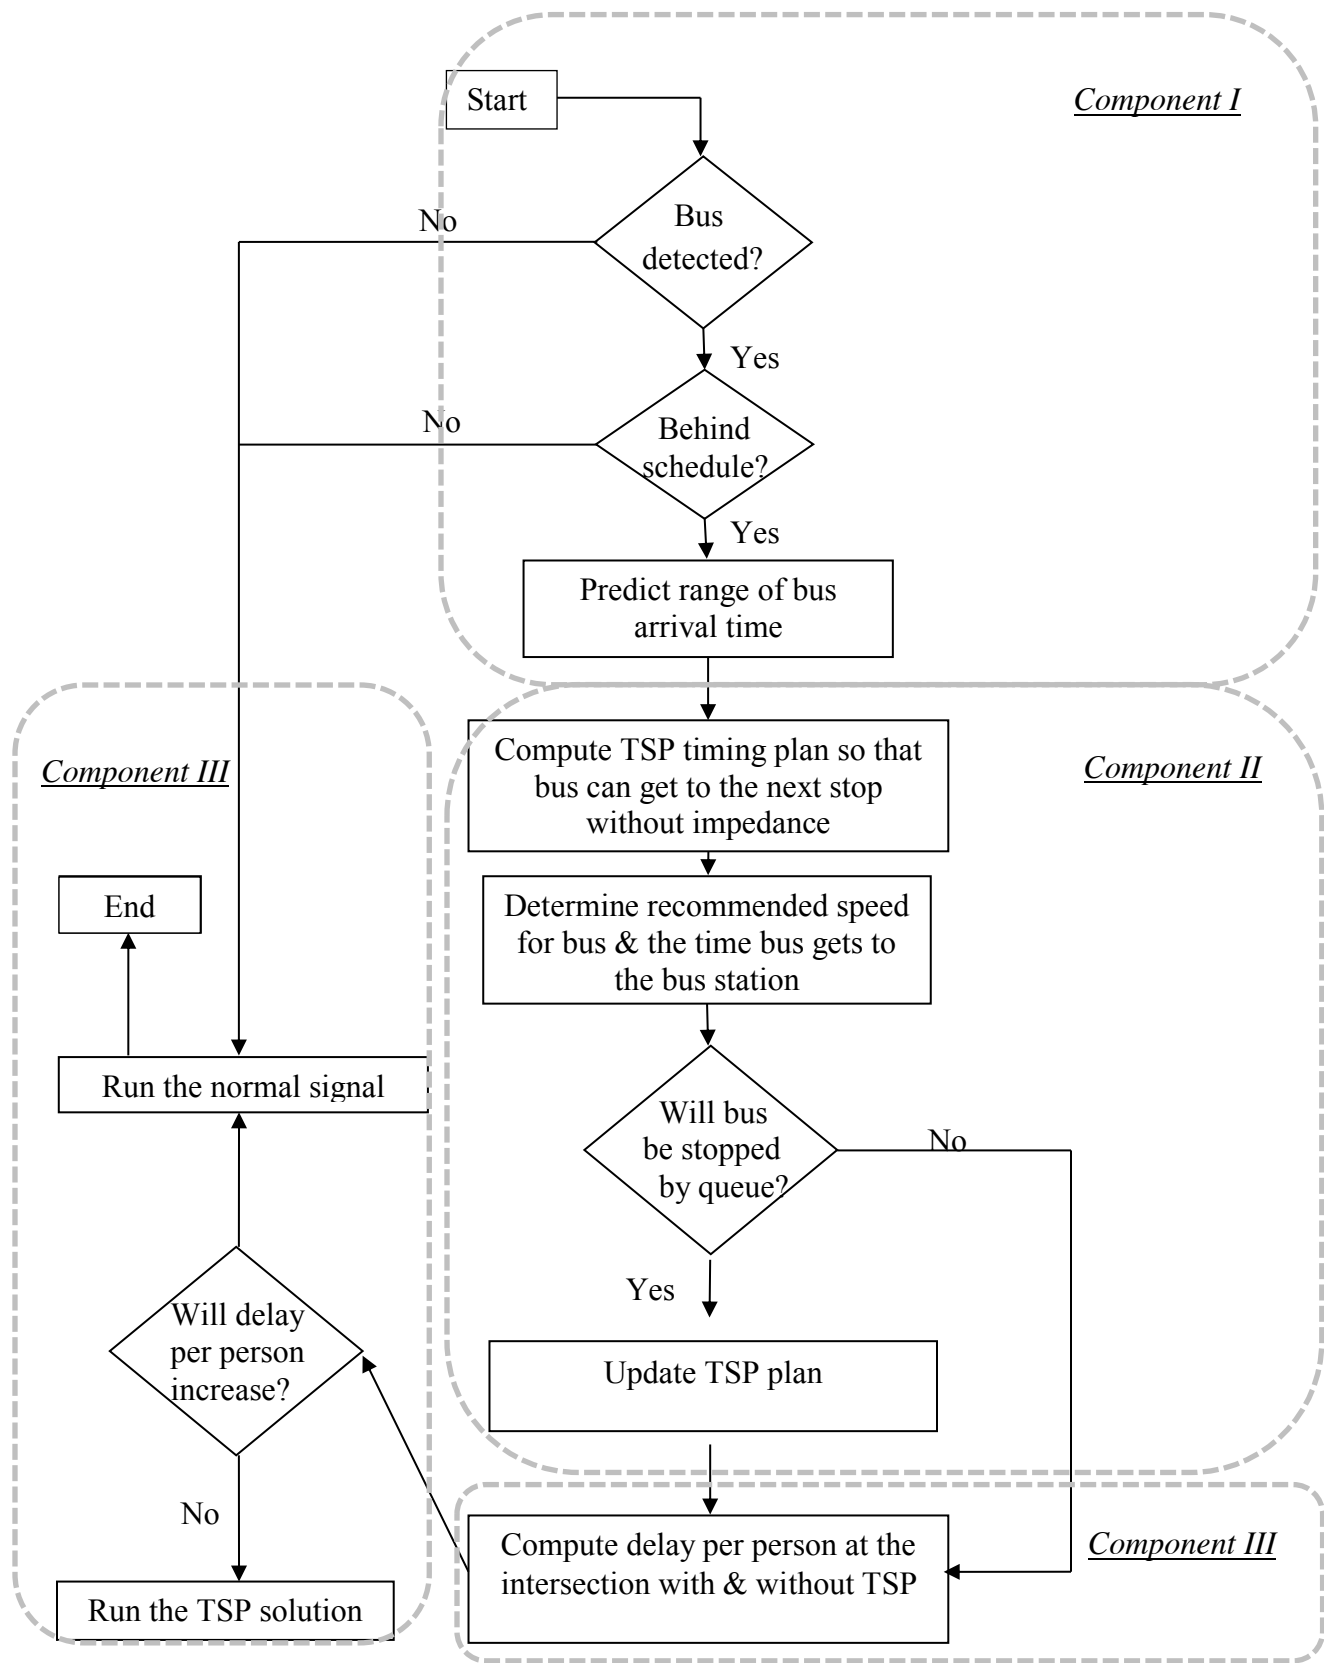 Start
Component I
Bus
detected?
No
Yes
Behind
schedule?
No
Yes
Predict range of bus
arrival time
Component III
Compute TSP timing plan so that
bus can get to the next stop
without impedance
Component II
End
Determine recommended speed
for bus & the time bus gets to
the bus station
Run the normal signal
Will bus
be stopped
by queue?
No
Yes
Will delay
per person
increase?
Update TSP plan
No
Compute delay per person at the
intersection with & without TSP
Component III
Run the TSP solution